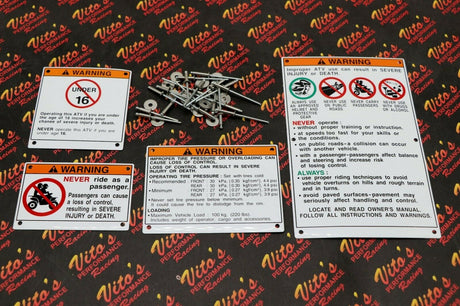 WARNING
UNDER
16
Operating this ATV if you are under
the age of 16 increases your
chance of severe injury or death.
NEVER operate this ATV if you are
under 16.
WARNING
NEVER ride as a
passenger.
Passengers can cause
a loss of control,
resulting in SEVERE
INJURY or DEATH.
WARNING
IMPROPER TIRE PRESSURE OR OVERLOADING CAN
CAUSE LOSS OF CONTROL.
LOSS OF CONTROL CAN RESULT IN SEVERE
INJURY OR DEATH.
OPERATING TIRE PRESSURE: Set with tires cold.
Never set tire pressure below minimum.
It could cause the tire to dislodge from the rim.
LOADING
Maximum Vehicle Load: 100 kg. (220 lbs).
Includes weight of operator, cargo and accessories.
WARNING
Improper ATV use can result in SEVERE
INJURY or DEATH.
ALWAYS USE AN APPROVED HELMET AND PROTECTIVE GEAR
NEVER USE ON PUBLIC ROADS
NEVER CARRY PASSENGERS
NEVER USE WITH DRUGS OR ALCOHOL
NEVER operate:
• without proper training or instruction.
• at speeds too fast for your skills or
the conditions.
• on public roads-a collision can occur
with another vehicle.
• with a passenger-passengers affect balance
and steering and increase risk
of losing control.
ALWAYS:
• use proper riding techniques to avoid
vehicle overturns on hills and rough terrain
and in turns.
• avoid paved surfaces-pavement may
seriously affect handling and control.
LOCATE AND READ OWNER'S MANUAL.
FOLLOW ALL INSTRUCTIONS AND WARNINGS.
Vito's
PERFORMANCE
Racing